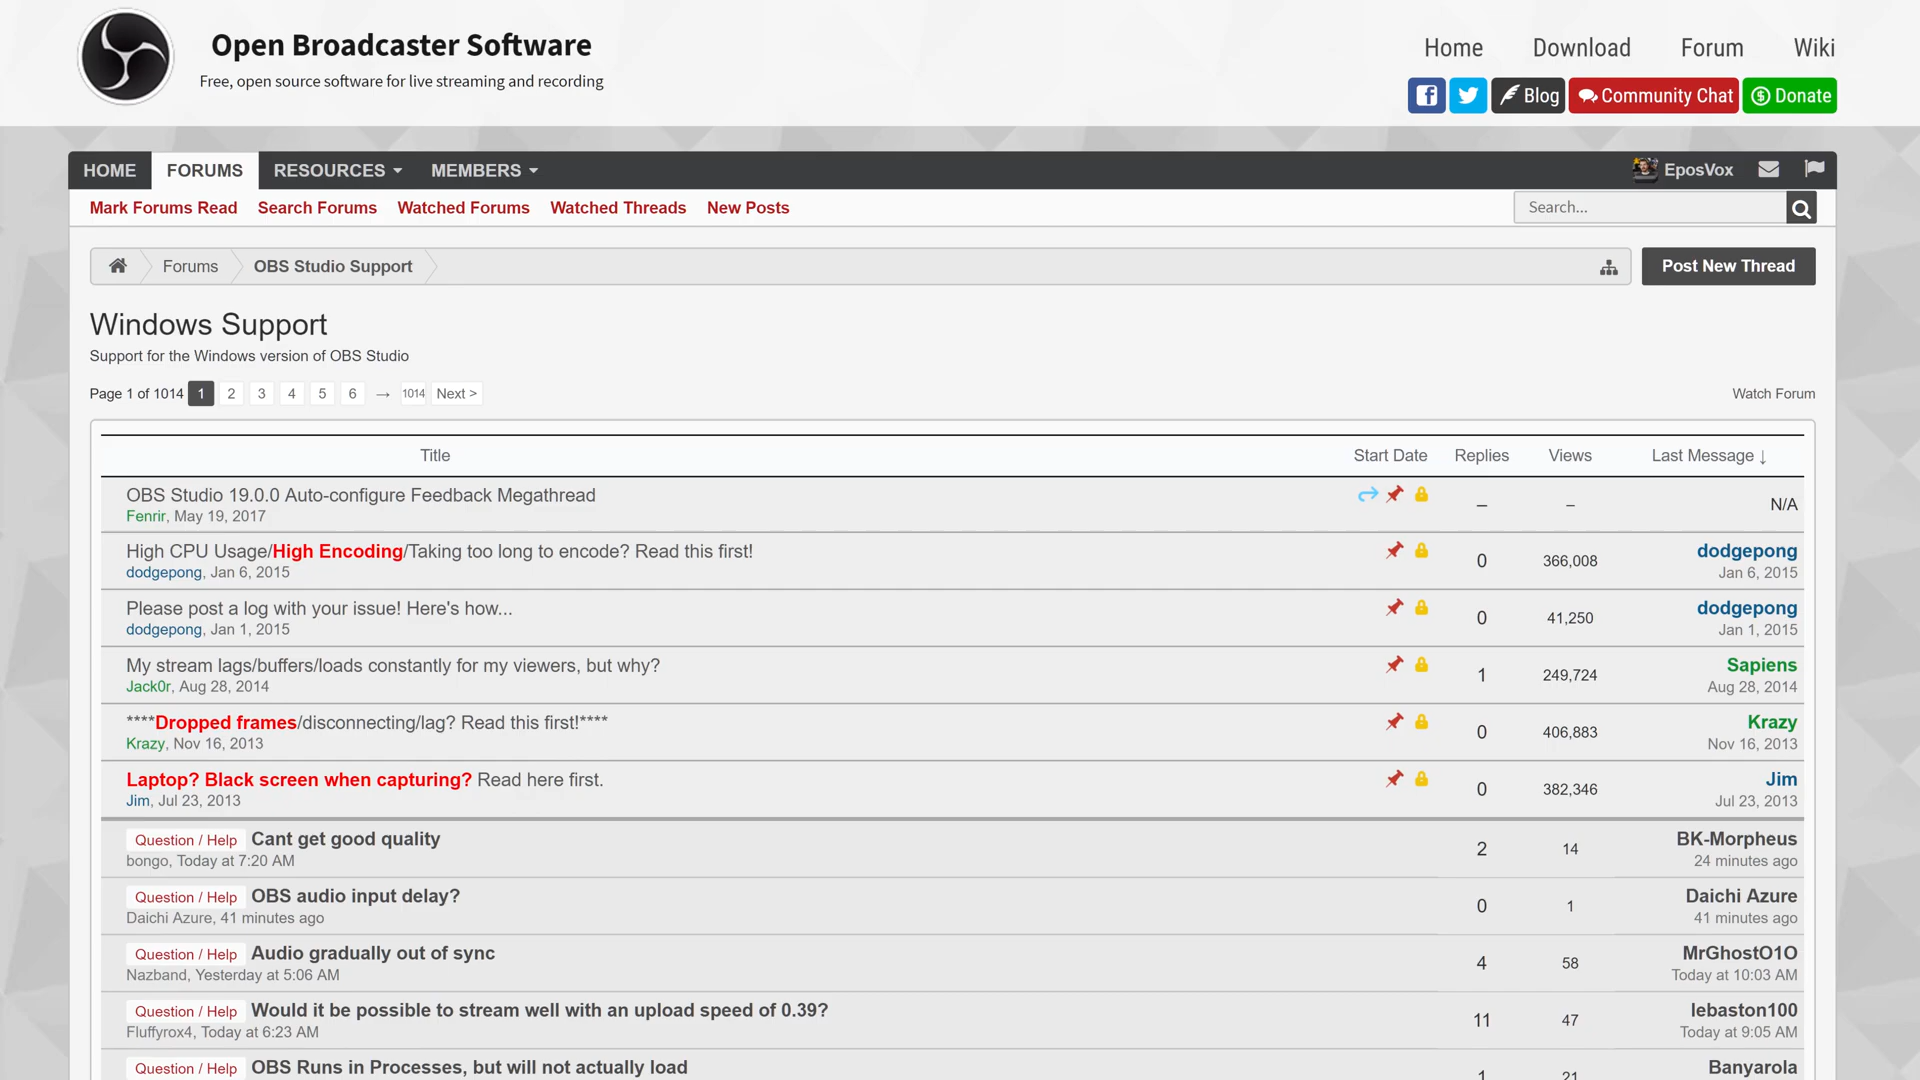 Open Broadcaster Software
Free, open source software for live streaming and recording
Home Download Forum Wiki
Blog Community Chat Donate
HOME FORUMS RESOURCES MEMBERS EposVox
Mark Forums Read Search Forums Watched Forums Watched Threads New Posts Search...
Forums OBS Studio Support Post New Thread
Windows Support
Support for the Windows version of OBS Studio
Page 1 of 1014 1 2 3 4 5 6 → 1014 Next > Watch Forum
Title Start Date Replies Views Last Message ↓
OBS Studio 19.0.0 Auto-configure Feedback Megathread
Fenrir, May 19, 2017
– – N/A
High CPU Usage/High Encoding/Taking too long to encode? Read this first!
dodgepong, Jan 6, 2015
0 366,008
dodgepong
Jan 6, 2015
Please post a log with your issue! Here's how...
dodgepong, Jan 1, 2015
0 41,250
dodgepong
Jan 1, 2015
My stream lags/buffers/loads constantly for my viewers, but why?
Jack0r, Aug 28, 2014
1 249,724
Sapiens
Aug 28, 2014
****Dropped frames/disconnecting/lag? Read this first!****
Krazy, Nov 16, 2013
0 406,883
Krazy
Nov 16, 2013
Laptop? Black screen when capturing? Read here first.
Jim, Jul 23, 2013
0 382,346
Jim
Jul 23, 2013
Question / Help Cant get good quality
bongo, Today at 7:20 AM
2 14
BK-Morpheus
24 minutes ago
Question / Help OBS audio input delay?
Daichi Azure, 41 minutes ago
0 1
Daichi Azure
41 minutes ago
Question / Help Audio gradually out of sync
Nazband, Yesterday at 5:06 AM
4 58
MrGhostO1O
Today at 10:03 AM
Question / Help Would it be possible to stream well with an upload speed of 0.39?
Fluffyrox4, Today at 6:23 AM
11 47
lebaston100
Today at 9:05 AM
Question / Help OBS Runs in Processes, but will not actually load
1 21
Banyarola